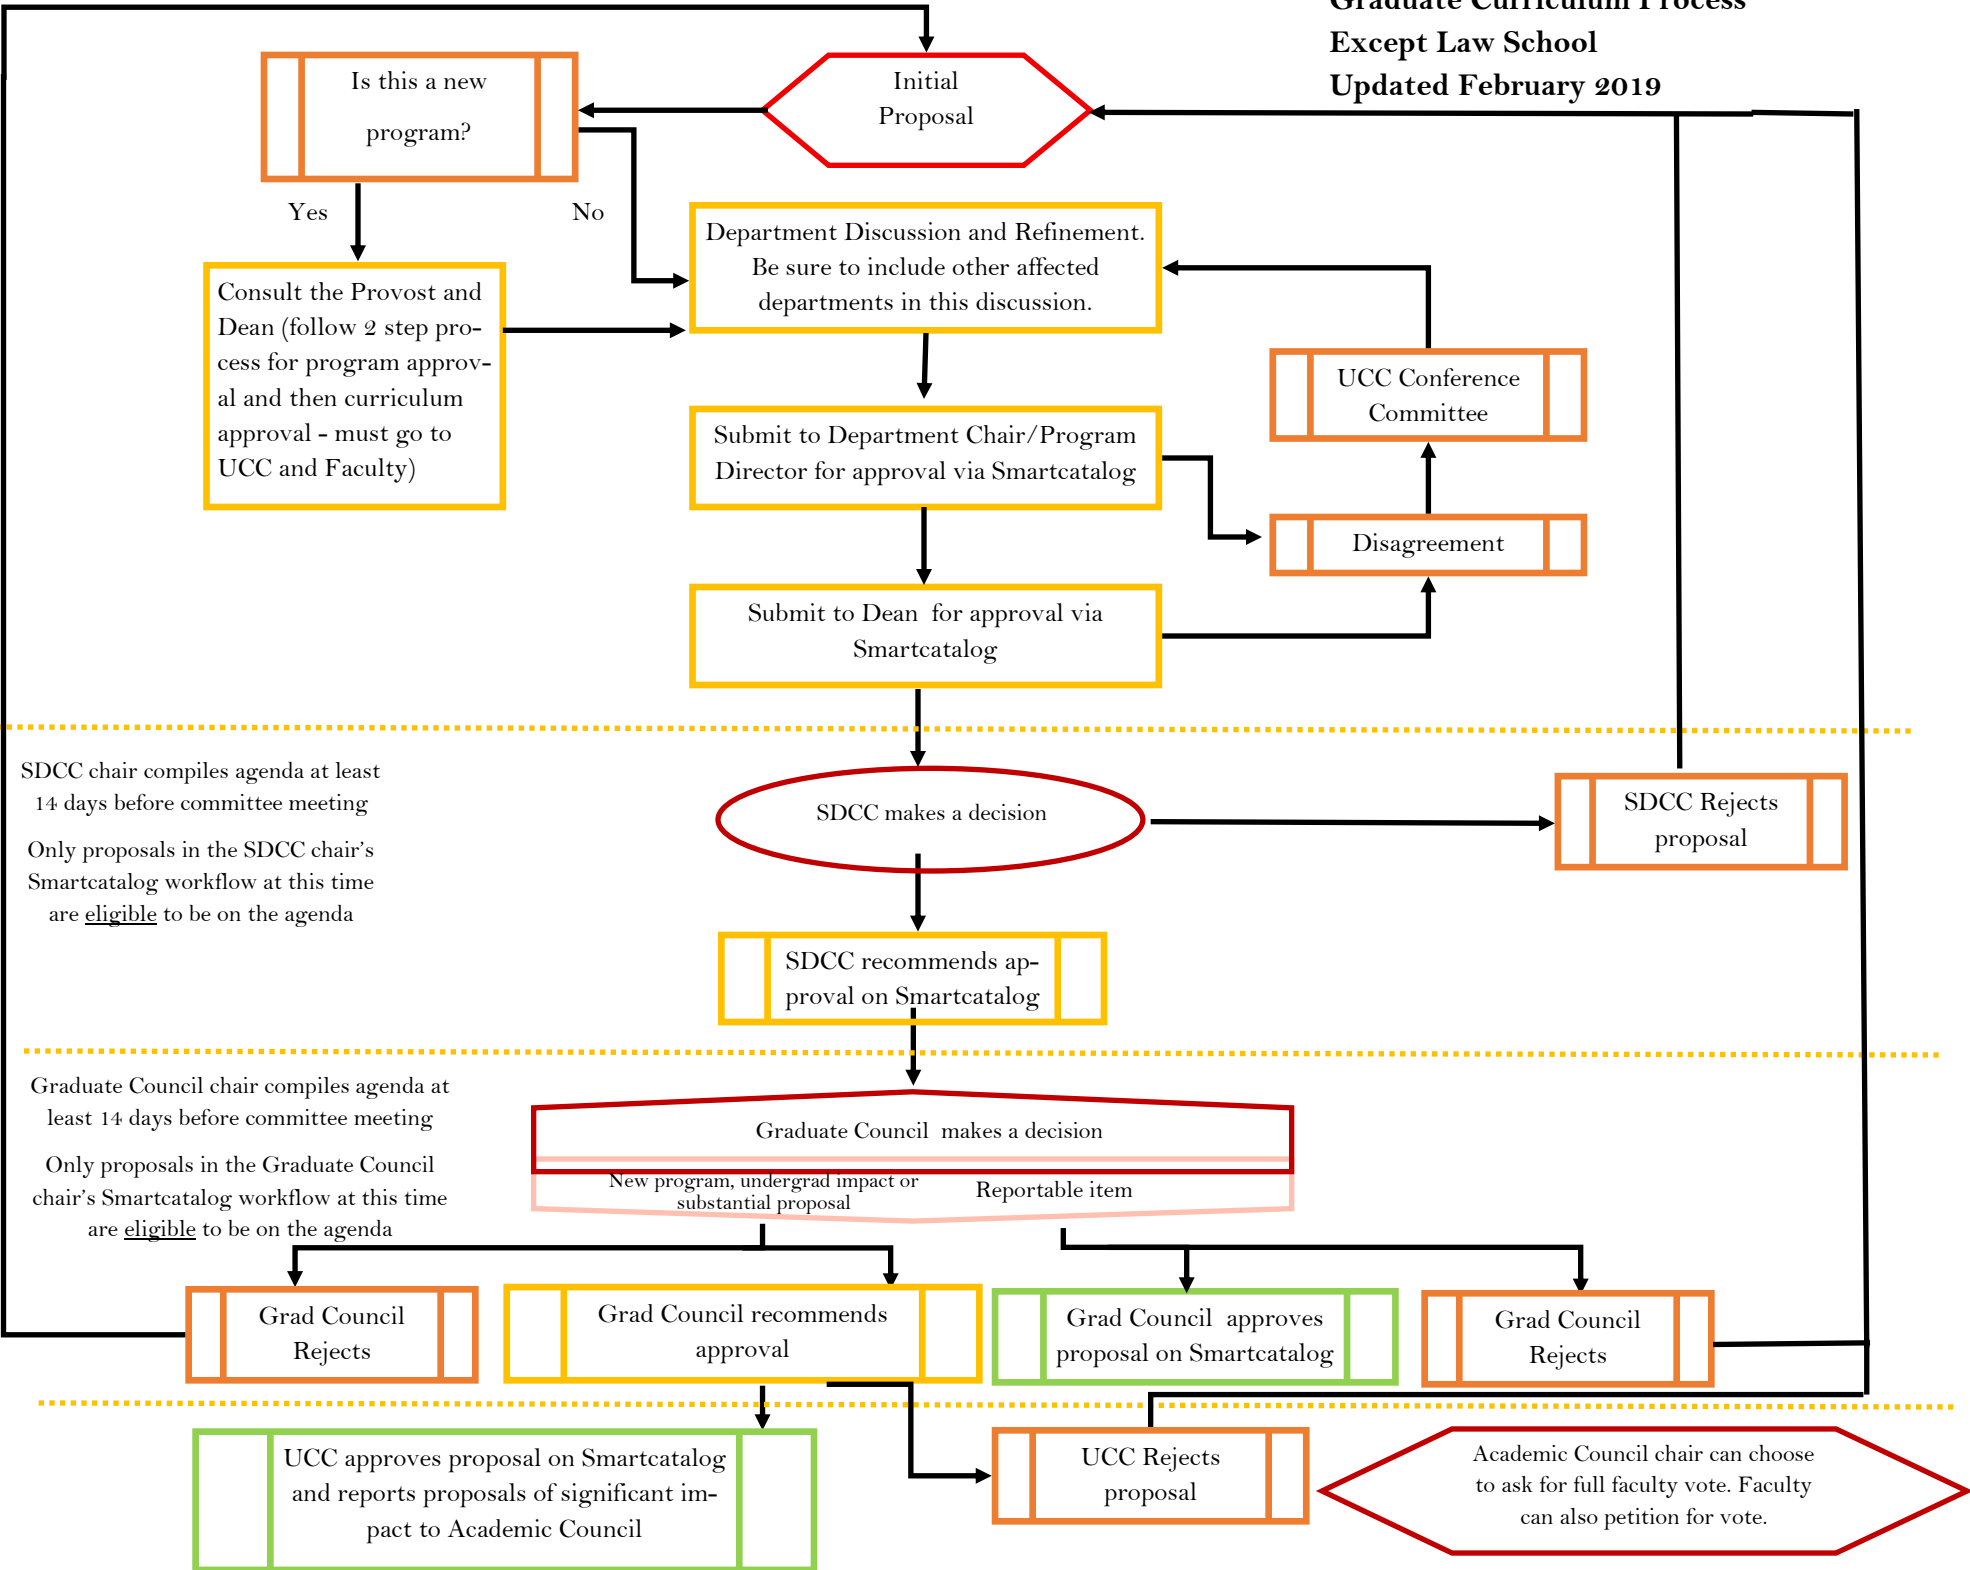 Graduate Curriculum Process
Except Law School
Updated February 2019
Initial
Proposal
Is this a new
program?
Yes
No
Department Discussion and Refinement.
Be sure to include other affected
departments in this discussion.
Consult the Provost and
Dean (follow 2 step pro-
cess for program approv-
al and then curriculum
approval - must go to
UCC and Faculty)
UCC Conference
Committee
Submit to Department Chair/Program
Director for approval via Smartcatalog
Disagreement
Submit to Dean  for approval via
Smartcatalog
SDCC chair compiles agenda at least
14 days before committee meeting
Only proposals in the SDCC chair's
Smartcatalog workflow at this time
are eligible to be on the agenda
SDCC makes a decision
SDCC Rejects
proposal
SDCC recommends ap-
proval on Smartcatalog
Graduate Council chair compiles agenda at
least 14 days before committee meeting
Only proposals in the Graduate Council
chair's Smartcatalog workflow at this time
are eligible to be on the agenda
Graduate Council  makes a decision
New program, undergrad impact or
substantial proposal
Reportable item
Grad Council
Rejects
Grad Council recommends
approval
Grad Council  approves
proposal on Smartcatalog
Grad Council
Rejects
UCC approves proposal on Smartcatalog
and reports proposals of significant im-
pact to Academic Council
UCC Rejects
proposal
Academic Council chair can choose
to ask for full faculty vote. Faculty
can also petition for vote.